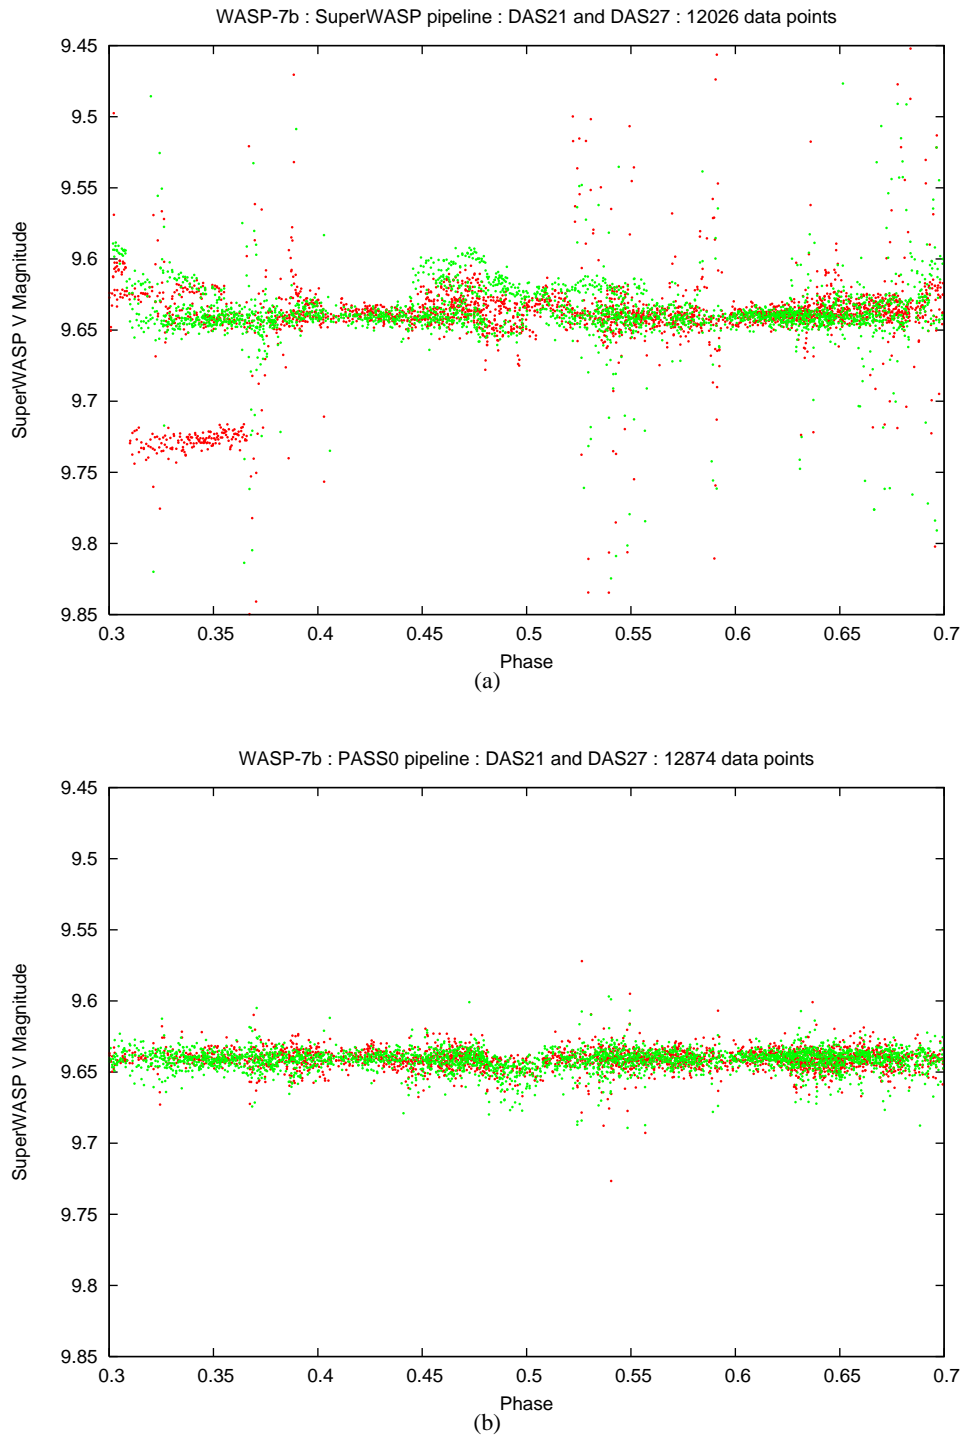 WASP-7b : SuperWASP pipeline : DAS21 and DAS27 : 12026 data points
9.45
9.5
9.55
9.6
9.65
9.7
9.75
9.8
9.85
SuperWASP V Magnitude
0.3 0.35 0.4 0.45 0.5 0.55 0.6 0.65 0.7
Phase
(a)
WASP-7b : PASS0 pipeline : DAS21 and DAS27 : 12874 data points
9.45
9.5
9.55
9.6
9.65
9.7
9.75
9.8
9.85
SuperWASP V Magnitude
0.3 0.35 0.4 0.45 0.5 0.55 0.6 0.65 0.7
Phase
(b)